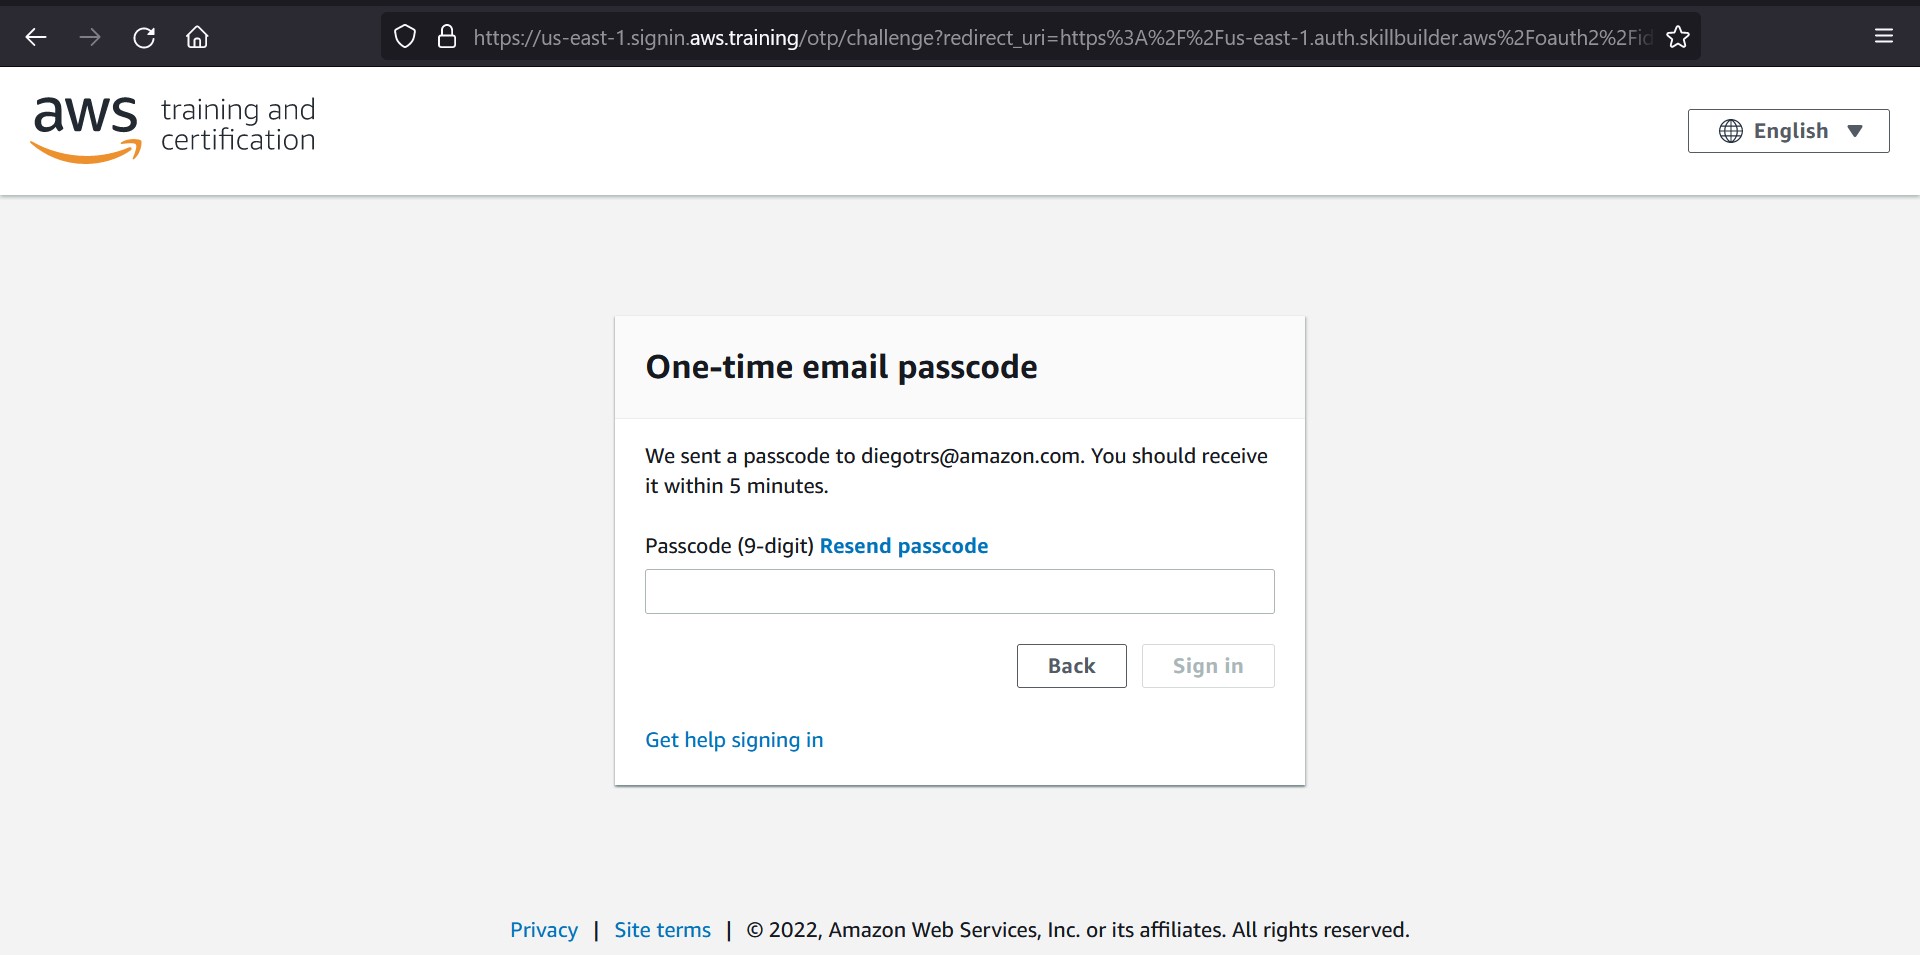 https://us-east-1.signin.aws.training/otp/challenge?redirect_uri=https%3A%2F%2Fus-east-1.auth.skillbuilder.aws%2Foauth2%2Fid
aws
training and
certification
English
One-time email passcode
We sent a passcode to diegotrs@amazon.com. You should receive
it within 5 minutes.
Passcode (9-digit) Resend passcode
Back Sign in
Get help signing in
Privacy | Site terms | © 2022, Amazon Web Services, Inc. or its affiliates. All rights reserved.